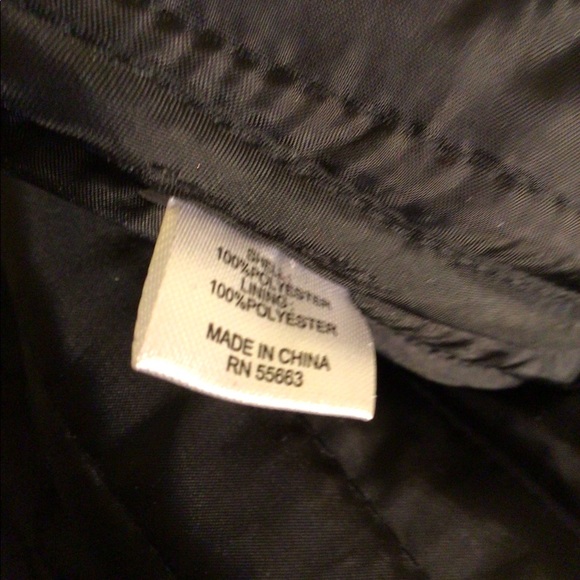 SHELL:
100%POLYESTER
LINING:
100%POLYESTER
MADE IN CHINA
RN 55663